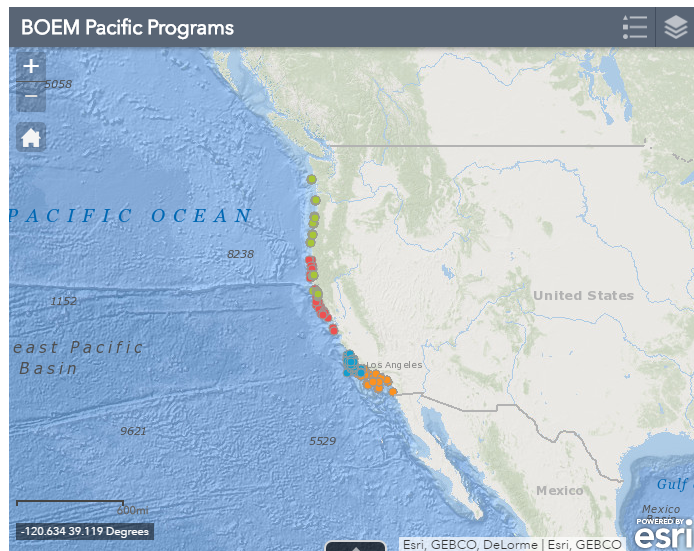 BOEM Pacific Programs
+
5058
−
PACIFIC OCEAN
8238
1152
United States
east Pacific
Basin
Los Angeles
9621
5529
Gulf
Mexico
Mexico
600mi
POWERED BY
esri
-120.634 39.119 Degrees
Esri, GEBCO, DeLorme | Esri, GEBCO